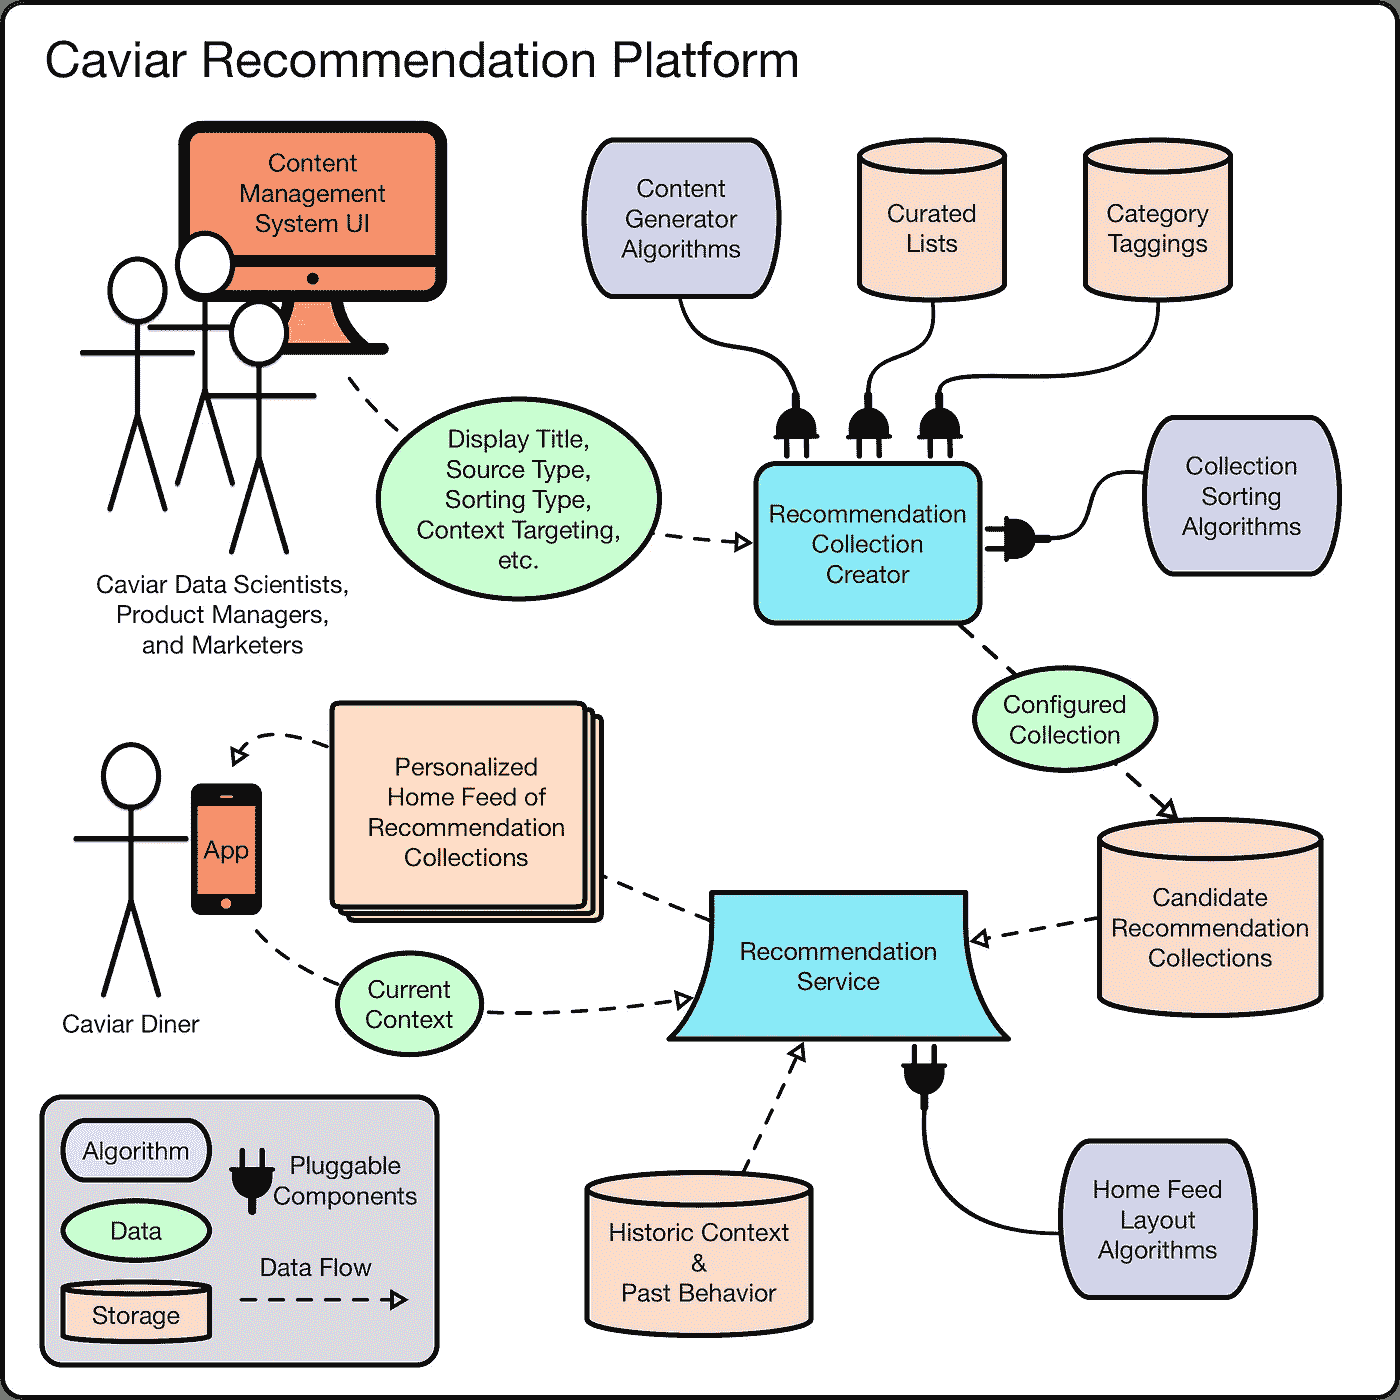 Caviar Recommendation Platform
Content
Management
System UI
Content
Generator
Algorithms
Curated
Lists
Category
Taggings
Display Title,
Source Type,
Sorting Type,
Context Targeting,
etc.
Recommendation
Collection
Creator
Collection
Sorting
Algorithms
Caviar Data Scientists,
Product Managers,
and Marketers
Configured
Collection
Personalized
Home Feed of
Recommendation
Collections
App
Caviar Diner
Current
Context
Recommendation
Service
Candidate
Recommendation
Collections
Historic Context
&
Past Behavior
Home Feed
Layout
Algorithms
Algorithm
Pluggable
Components
Data
Data Flow
Storage